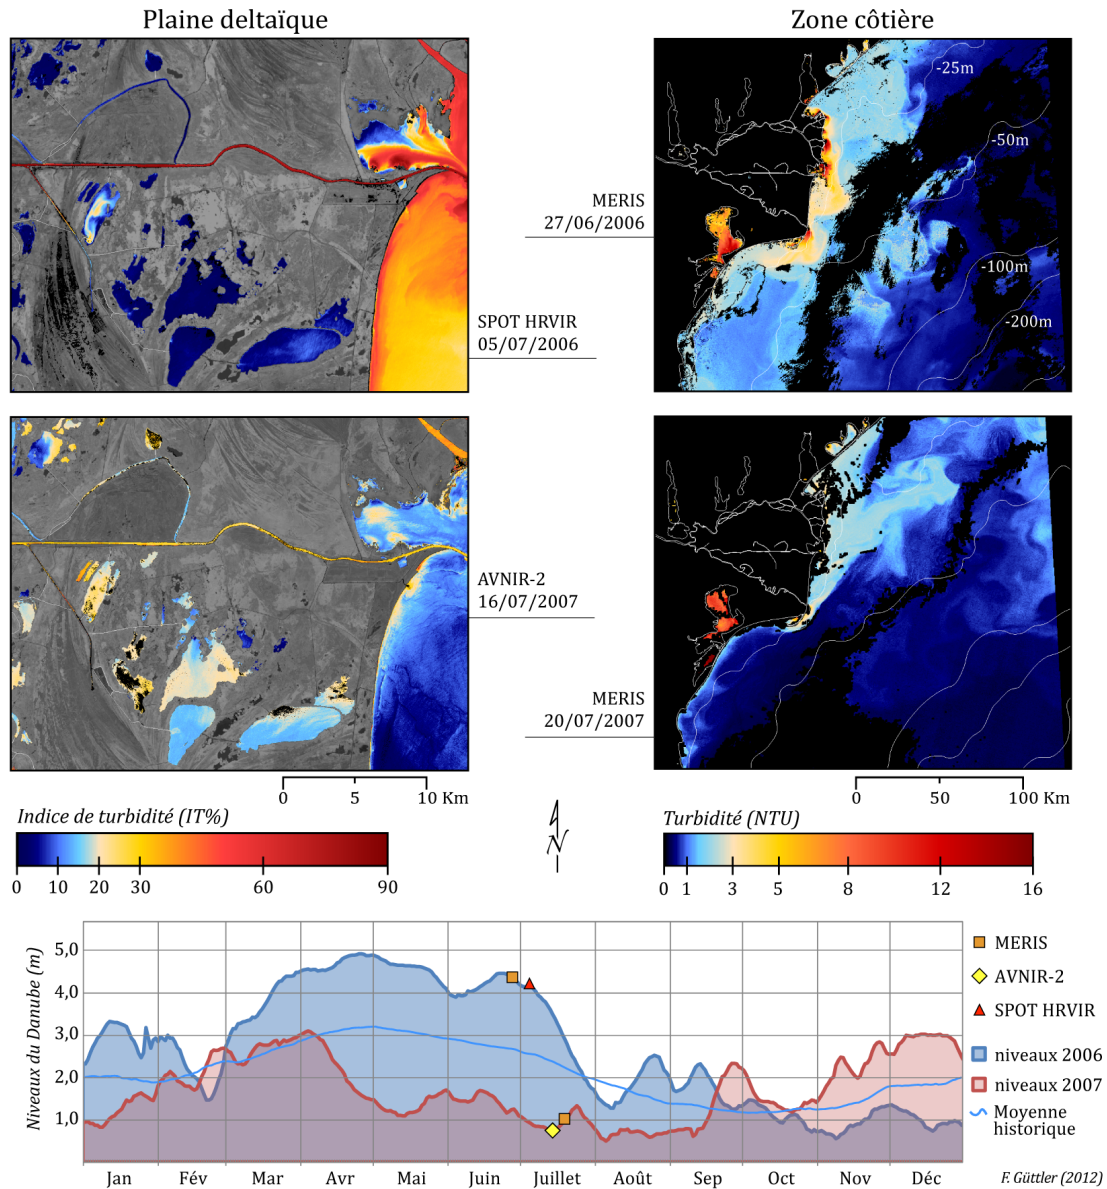 Plaine deltaïque
Zone côtière
-25m
-50m
-100m
-200m
MERIS
27/06/2006
SPOT HRVIR
05/07/2006
AVNIR-2
16/07/2007
MERIS
20/07/2007
0 5 10 Km
0 50 100 Km
N
Indice de turbidité (IT%)
0 10 20 30 60 90
Turbidité (NTU)
0 1 3 5 8 12 16
Niveaux du Danube (m)
5,0
4,0
3,0
2,0
1,0
Jan Fév Mar Avr Mai Juin Juillet Août Sep Oct Nov Déc
MERIS
AVNIR-2
SPOT HRVIR
niveaux 2006
niveaux 2007
Moyenne
historique
F. Güttler (2012)